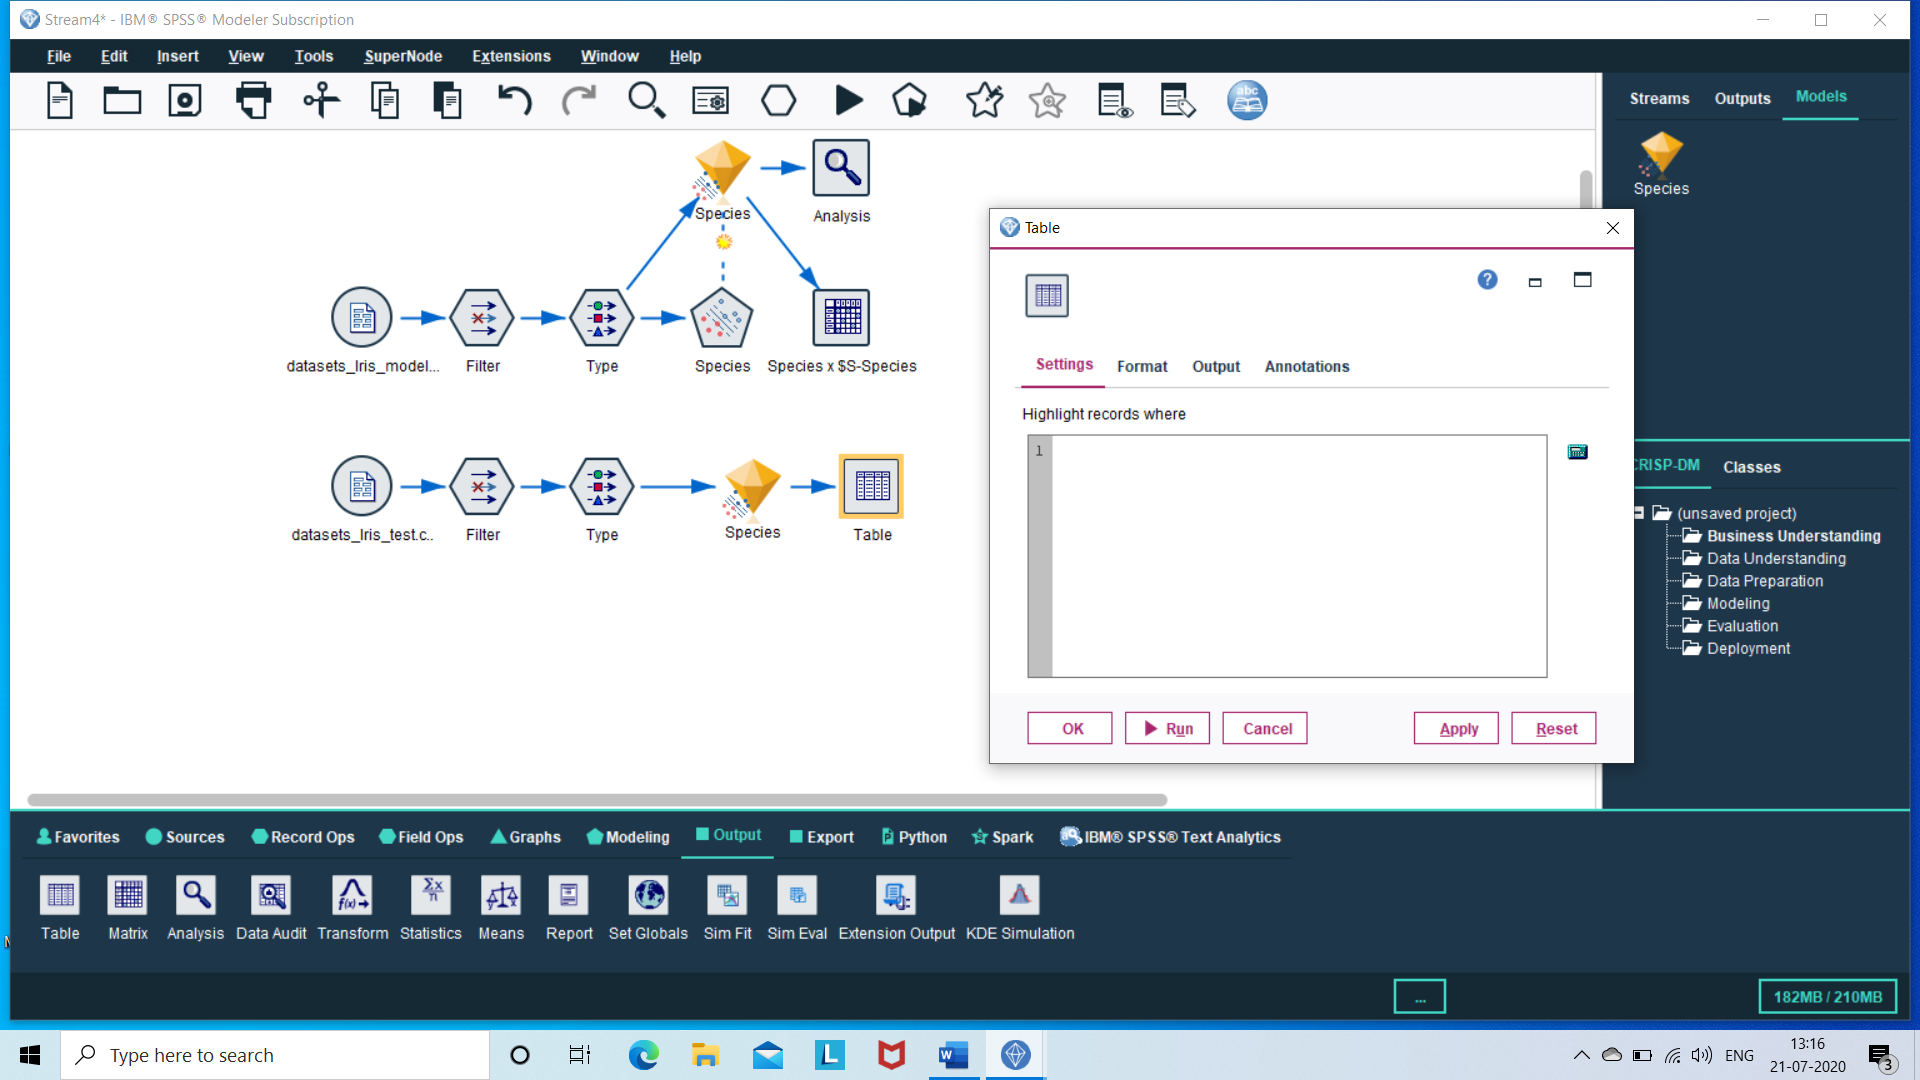 Stream4* - IBM® SPSS® Modeler Subscription
File Edit Insert View Tools SuperNode Extensions Window Help
abc
Streams Outputs Models
Species
Species
Analysis
datasets_Iris_model...
Filter
Type
Species
Species x $S-Species
datasets_Iris_test.c..
Filter
Type
Species
Table
Table
?
Settings Format Output Annotations
Highlight records where
1
OK Run Cancel Apply Reset
CRISP-DM Classes
(unsaved project)
Business Understanding
Data Understanding
Data Preparation
Modeling
Evaluation
Deployment
Favorites Sources Record Ops Field Ops Graphs Modeling Output Export Python Spark IBM® SPSS® Text Analytics
Table Matrix Analysis Data Audit Transform Statistics Means Report Set Globals Sim Fit Sim Eval Extension Output KDE Simulation
... 182MB / 210MB
Type here to search
ENG
13:16
21-07-2020
3